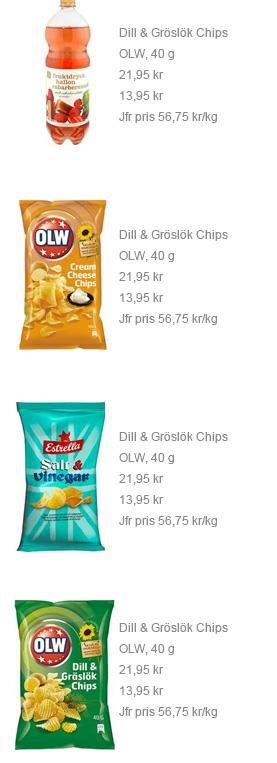 fruktdryck
hallon
rabarbersmak
Dill & Gröslök Chips
OLW, 40 g
21,95 kr
13,95 kr
Jfr pris 56,75 kr/kg
OLW
Cream
Cheese
Chips
Dill & Gröslök Chips
OLW, 40 g
21,95 kr
13,95 kr
Jfr pris 56,75 kr/kg
Estrella
Salt &
vinegar
Dill & Gröslök Chips
OLW, 40 g
21,95 kr
13,95 kr
Jfr pris 56,75 kr/kg
OLW
Dill &
Gräslök
Chips
40 G
Dill & Gröslök Chips
OLW, 40 g
21,95 kr
13,95 kr
Jfr pris 56,75 kr/kg